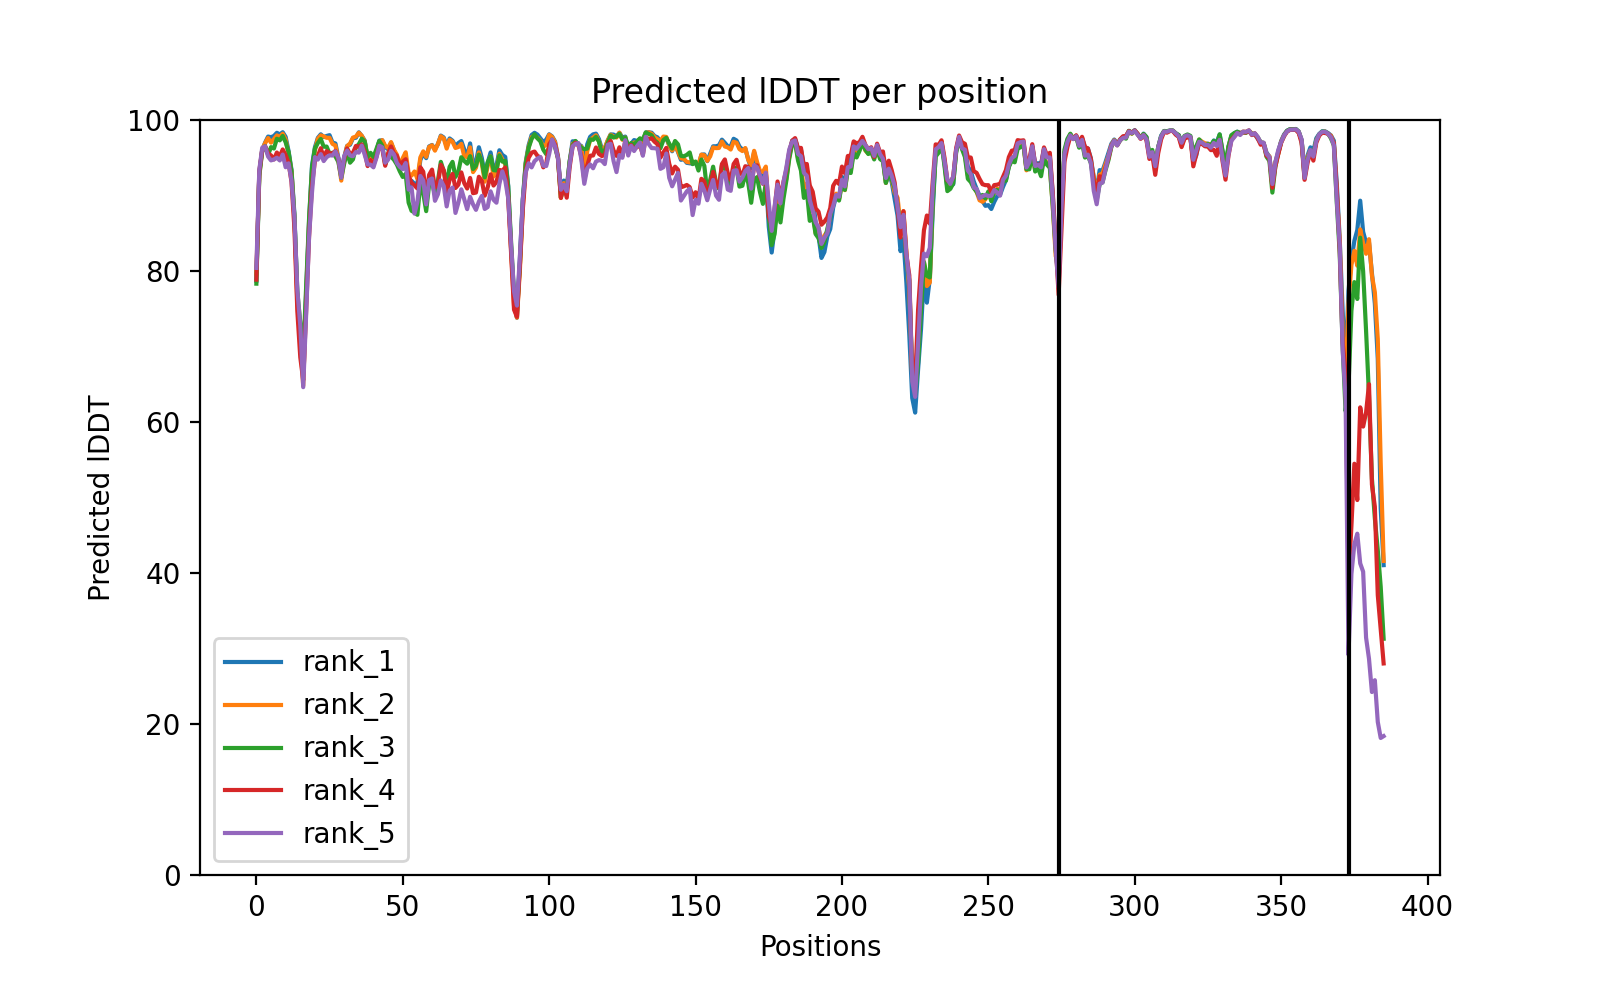 Predicted lDDT per position
100
80
60
40
20
0
Predicted lDDT
rank_1
rank_2
rank_3
rank_4
rank_5
0 50 100 150 200 250 300 350 400
Positions